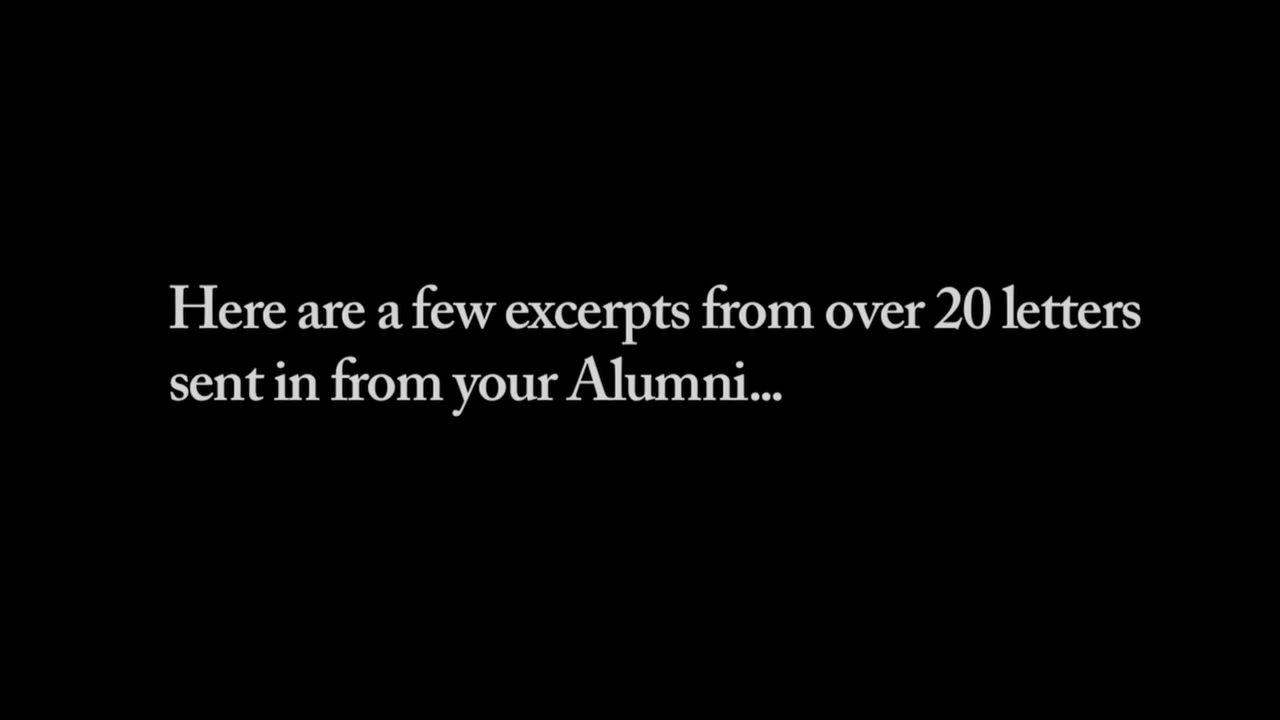 Here are a few excerpts from over 20 letters
sent in from your Alumni...